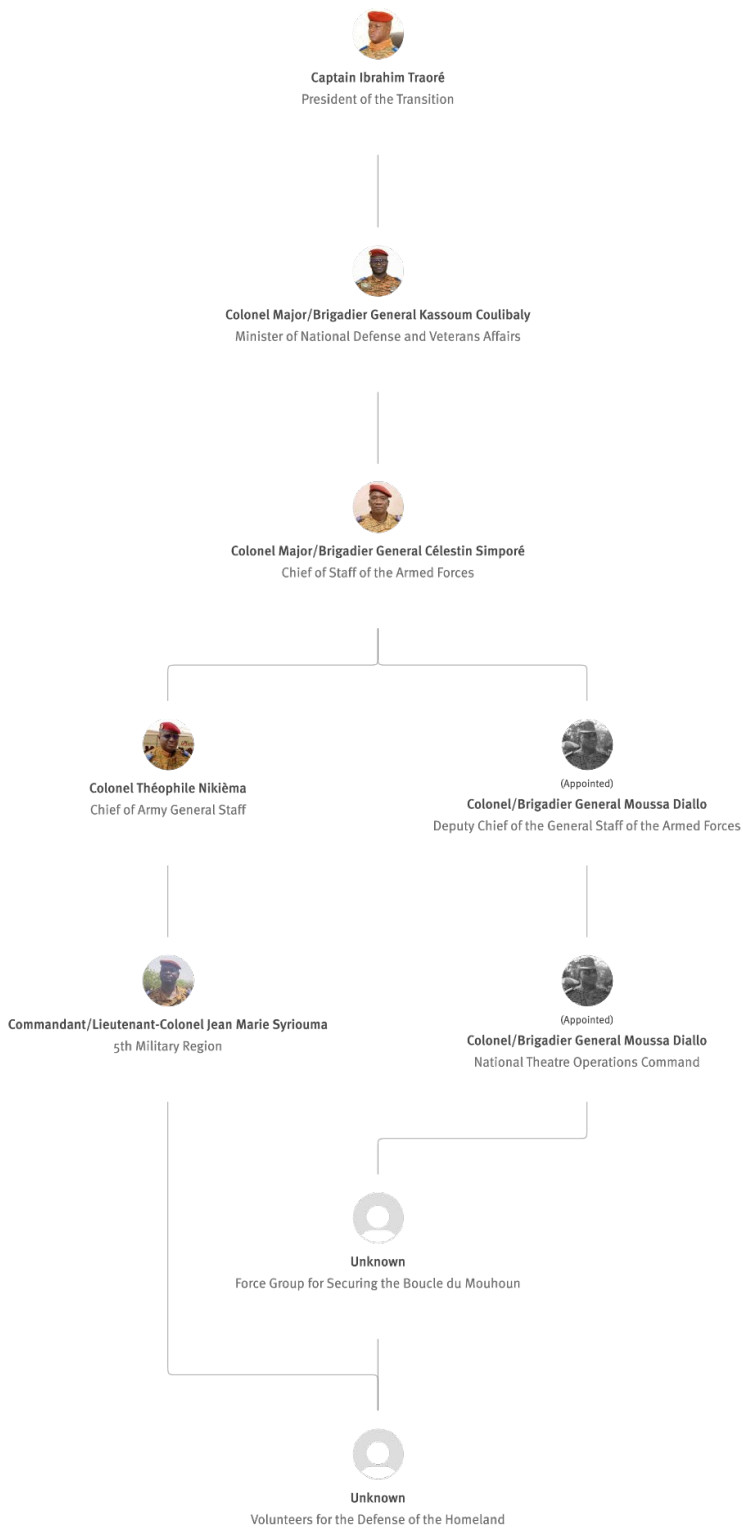 Captain Ibrahim Traoré
President of the Transition
Colonel Major/Brigadier General Kassoum Coulibaly
Minister of National Defense and Veterans Affairs
Colonel Major/Brigadier General Célestin Simporé
Chief of Staff of the Armed Forces
Colonel Théophile Nikièma
Chief of Army General Staff
(Appointed)
Colonel/Brigadier General Moussa Diallo
Deputy Chief of the General Staff of the Armed Forces
Commandant/Lieutenant-Colonel Jean Marie Syriouma
5th Military Region
(Appointed)
Colonel/Brigadier General Moussa Diallo
National Theatre Operations Command
Unknown
Force Group for Securing the Boucle du Mouhoun
Unknown
Volunteers for the Defense of the Homeland